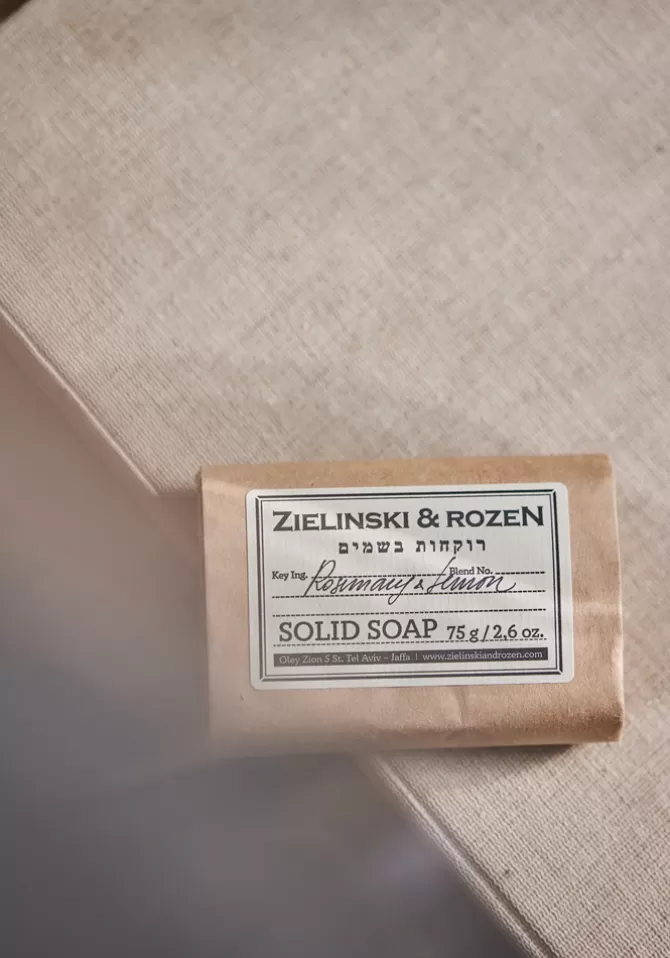 ZIELINSKI & ROZEN
רוקחות בשמים
Key Ing. Rosemary & Lemon Blend No.
SOLID SOAP 75 g / 2,6 oz.
Oley Zion 5 St. Tel Aviv – Jaffa | www.zielinskiandrozen.com